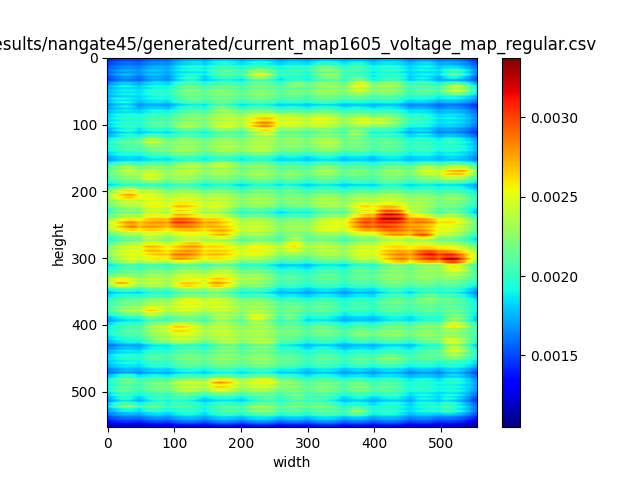 esults/nangate45/generated/current_map1605_voltage_map_regular.csv
0
100
200
300
400
500
height
0 100 200 300 400 500
width
0.0030
0.0025
0.0020
0.0015